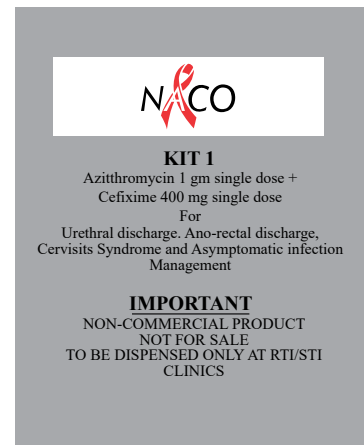 NACO
KIT 1
Azitthromycin 1 gm single dose +
Cefixime 400 mg single dose
For
Urethral discharge. Ano-rectal discharge,
Cervisits Syndrome and Asymptomatic infection
Management
IMPORTANT
NON-COMMERCIAL PRODUCT
NOT FOR SALE
TO BE DISPENSED ONLY AT RTI/STI
CLINICS